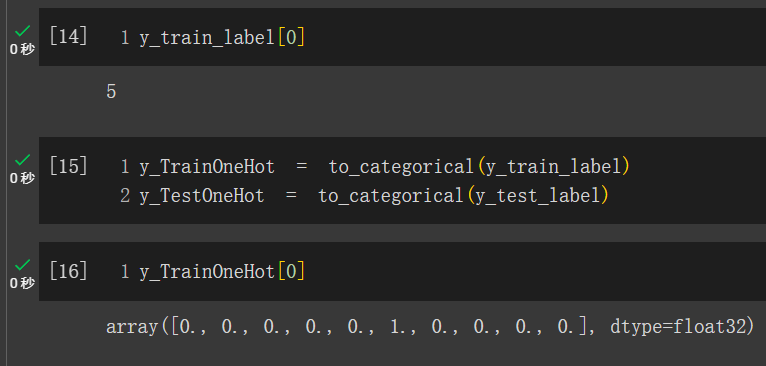 [14] 1 y_train_label[0]
0秒
5
[15] 1 y_TrainOneHot = to_categorical(y_train_label)
0秒 2 y_TestOneHot = to_categorical(y_test_label)
[16] 1 y_TrainOneHot[0]
0秒
array([0., 0., 0., 0., 0., 1., 0., 0., 0., 0.], dtype=float32)